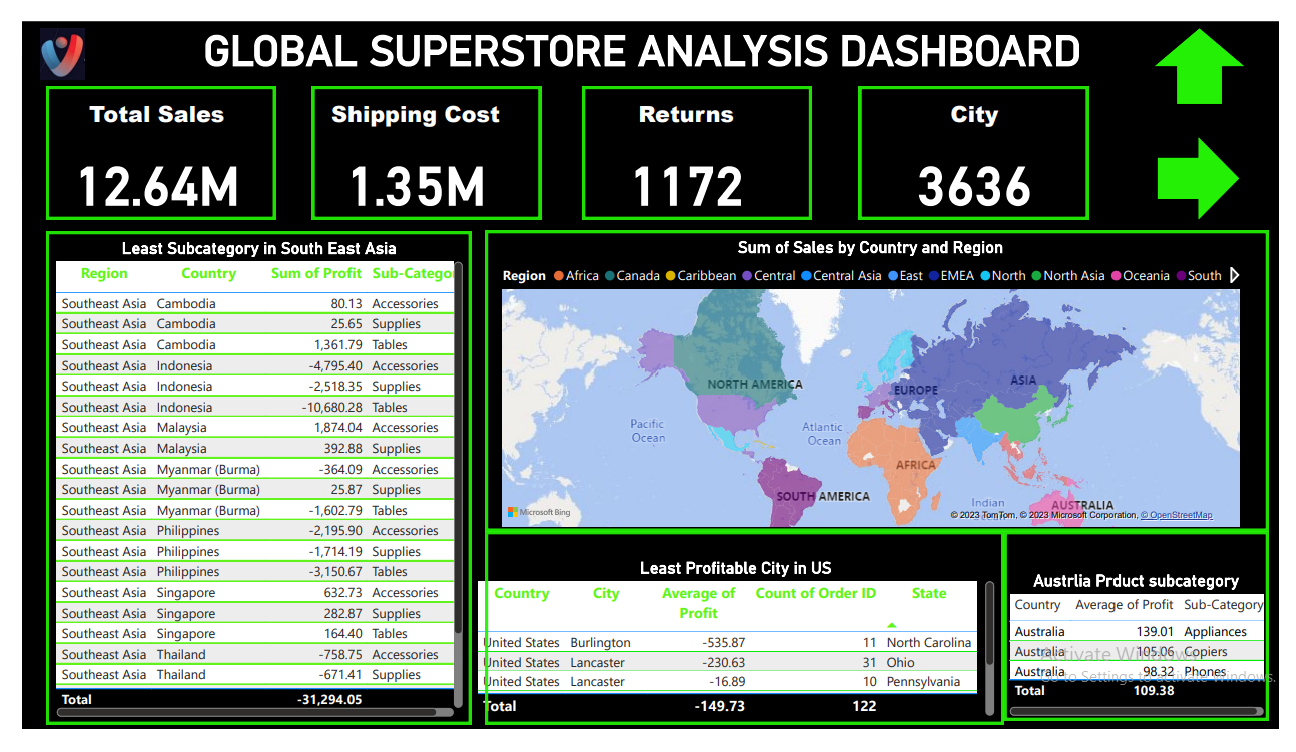 GLOBAL SUPERSTORE ANALYSIS DASHBOARD
Total Sales
12.64M
Shipping Cost
1.35M
Returns
1172
City
3636
Least Subcategory in South East Asia
Region Country Sum of Profit Sub-Catego
Southeast Asia Cambodia 80.13 Accessories
Southeast Asia Cambodia 25.65 Supplies
Southeast Asia Cambodia 1,361.79 Tables
Southeast Asia Indonesia -4,795.40 Accessories
Southeast Asia Indonesia -2,518.35 Supplies
Southeast Asia Indonesia -10,680.28 Tables
Southeast Asia Malaysia 1,874.04 Accessories
Southeast Asia Malaysia 392.88 Supplies
Southeast Asia Myanmar (Burma) -364.09 Accessories
Southeast Asia Myanmar (Burma) 25.87 Supplies
Southeast Asia Myanmar (Burma) -1,602.79 Tables
Southeast Asia Philippines -2,195.90 Accessories
Southeast Asia Philippines -1,714.19 Supplies
Southeast Asia Philippines -3,150.67 Tables
Southeast Asia Singapore 632.73 Accessories
Southeast Asia Singapore 282.87 Supplies
Southeast Asia Singapore 164.40 Tables
Southeast Asia Thailand -758.75 Accessories
Southeast Asia Thailand -671.41 Supplies
Total -31,294.05
Sum of Sales by Country and Region
Region Africa Canada Caribbean Central Central Asia East EMEA North North Asia Oceania South
NORTH AMERICA
EUROPE
ASIA
Pacific
Ocean
Atlantic
Ocean
AFRICA
SOUTH AMERICA
Indian
AUSTRALIA
Microsoft Bing
© 2023 TomTom, © 2023 Microsoft Corporation, © OpenStreetMap
Least Profitable City in US
Country City Average of Profit Count of Order ID State
United States Burlington -535.87 11 North Carolina
United States Lancaster -230.63 31 Ohio
United States Lancaster -16.89 10 Pennsylvania
Total -149.73 122
Austrlia Prduct subcategory
Country Average of Profit Sub-Category
Australia 139.01 Appliances
Australia 105.06 Copiers
Australia 98.32 Phones
Total 109.38
Activate Windows
Go to Settings to activate Windows.